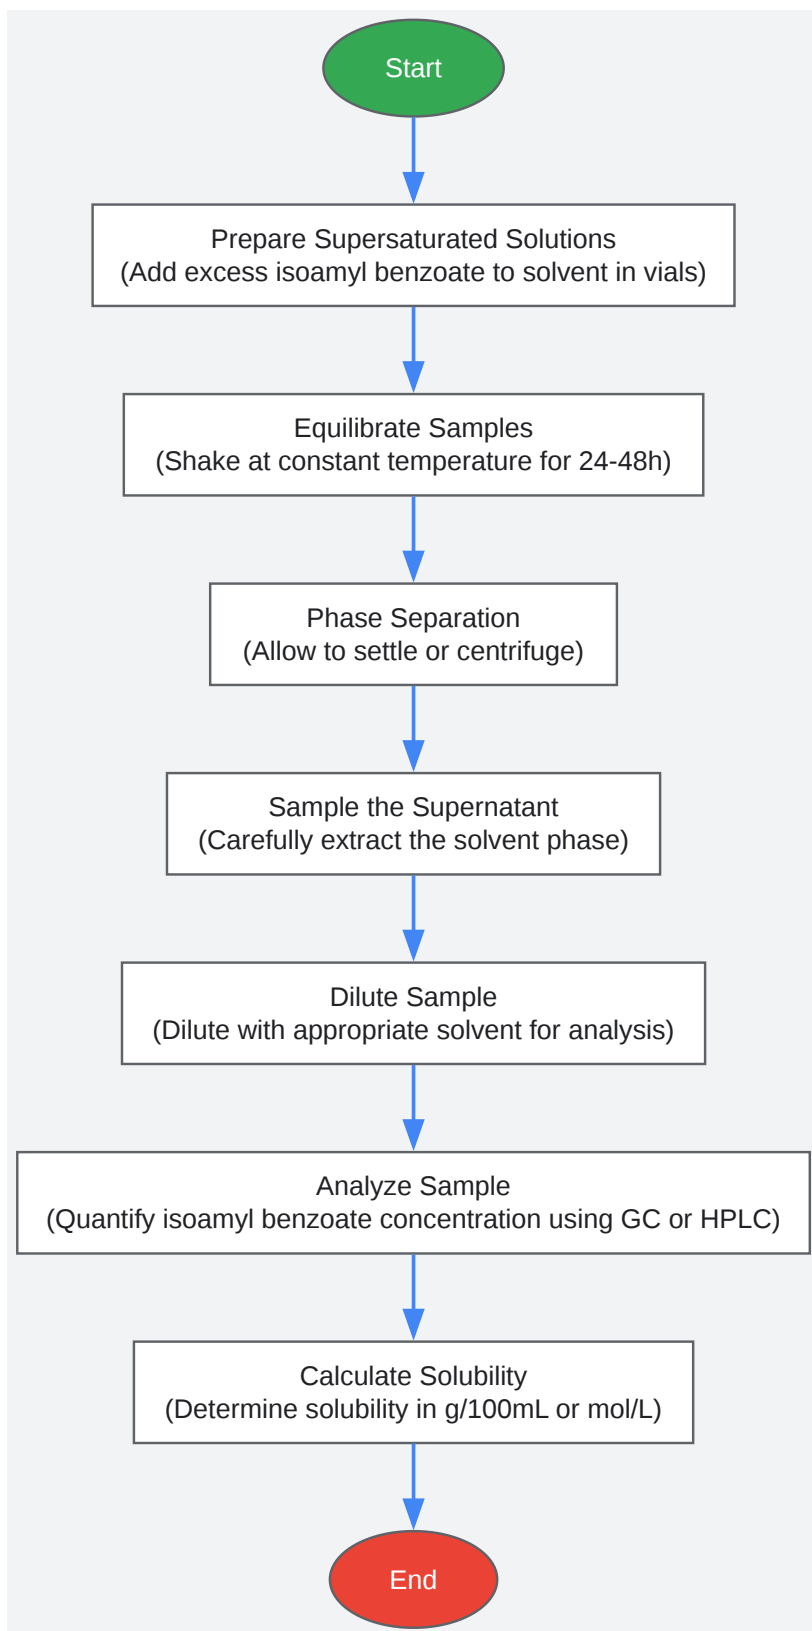 Start
Prepare Supersaturated Solutions
(Add excess isoamyl benzoate to solvent in vials)
Equilibrate Samples
(Shake at constant temperature for 24-48h)
Phase Separation
(Allow to settle or centrifuge)
Sample the Supernatant
(Carefully extract the solvent phase)
Dilute Sample
(Dilute with appropriate solvent for analysis)
Analyze Sample
(Quantify isoamyl benzoate concentration using GC or HPLC)
Calculate Solubility
(Determine solubility in g/100mL or mol/L)
End